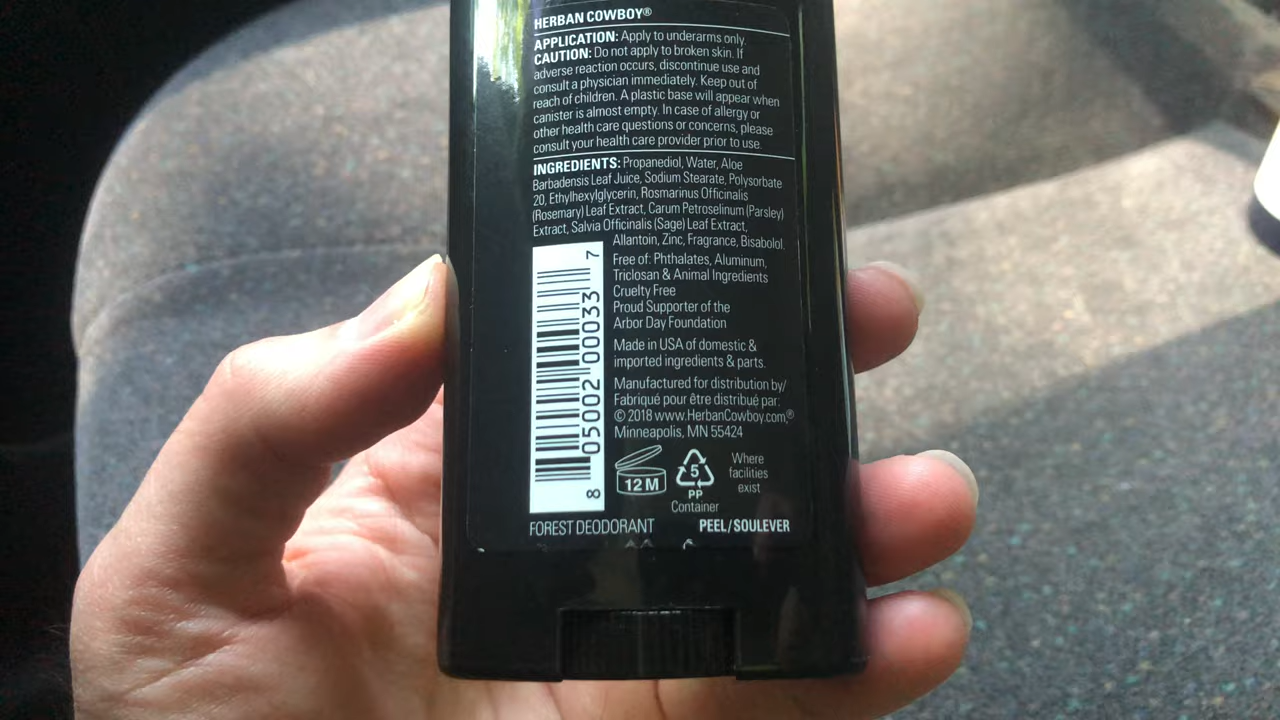 HERBAN COWBOY®
APPLICATION: Apply to underarms only.
CAUTION: Do not apply to broken skin. If
adverse reaction occurs, discontinue use and
consult a physician immediately. Keep out of
reach of children. A plastic base will appear when
canister is almost empty. In case of allergy or
other health care questions or concerns, please
consult your health care provider prior to use.
INGREDIENTS: Propanediol, Water, Aloe
Barbadensis Leaf Juice, Sodium Stearate, Polysorbate
20, Ethylhexylglycerin, Rosmarinus Officinalis
(Rosemary) Leaf Extract, Carum Petroselinum (Parsley)
Extract, Salvia Officinalis (Sage) Leaf Extract,
Allantoin, Zinc, Fragrance, Bisabolol.
Free of: Phthalates, Aluminum,
Triclosan & Animal Ingredients
Cruelty Free
Proud Supporter of the
Arbor Day Foundation
Made in USA of domestic &
imported ingredients & parts.
Manufactured for distribution by/
Fabriqué pour être distribué par:
© 2018 www.HerbanCowboy.com,®
Minneapolis, MN 55424
8 05002 00033 7
12 M
5
PP
Container
Where
facilities
exist
FOREST DEODORANT
PEEL/SOULEVER